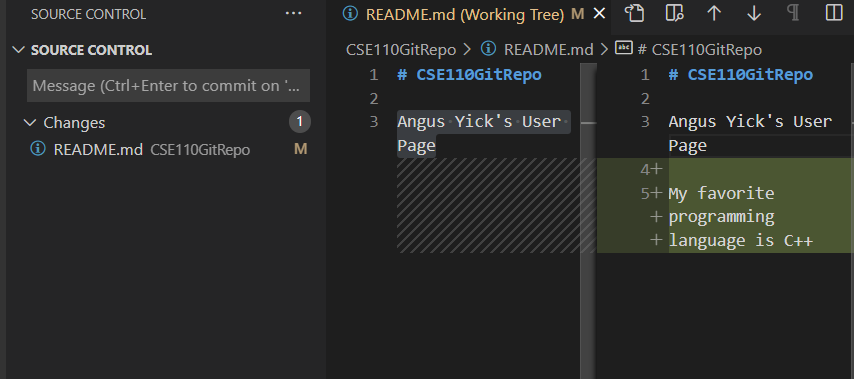 SOURCE CONTROL ···
README.md (Working Tree) M
SOURCE CONTROL
CSE110GitRepo > README.md > # CSE110GitRepo
Message (Ctrl+Enter to commit on '...
Changes 1
README.md CSE110GitRepo M
1 # CSE110GitRepo
2
3 Angus Yick's User
Page
1 # CSE110GitRepo
2
3 Angus Yick's User
Page
4+
5+ My favorite
+ programming
+ language is C++